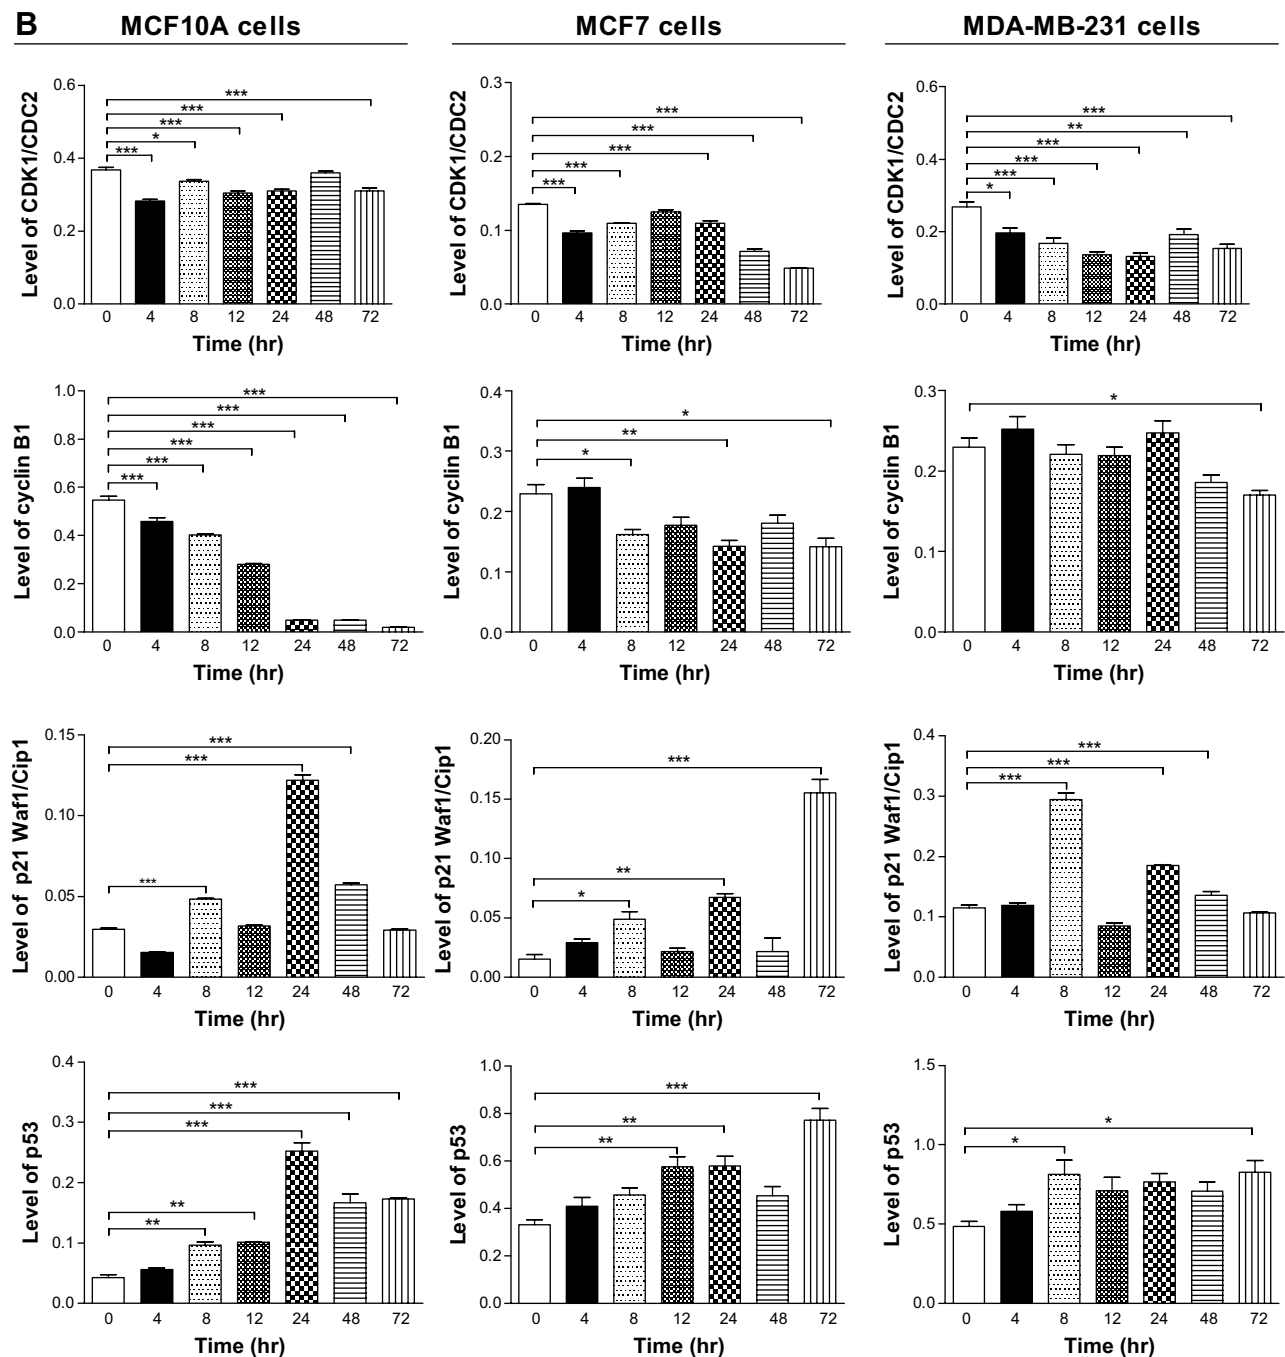 B
MCF10A cells
MCF7 cells
MDA-MB-231 cells
Level of CDK1/CDC2
0.6
0.4
0.2
0.0
***
***
***
*
***
0 4 8 12 24 48 72
Time (hr)
Level of CDK1/CDC2
0.3
0.2
0.1
0.0
***
***
***
***
***
0 4 8 12 24 48 72
Time (hr)
Level of CDK1/CDC2
0.6
0.4
0.2
0.0
***
**
***
***
***
*
0 4 8 12 24 48 72
Time (hr)
Level of cyclin B1
1.0
0.8
0.6
0.4
0.2
0.0
***
***
***
***
***
***
0 4 8 12 24 48 72
Time (hr)
Level of cyclin B1
0.4
0.3
0.2
0.1
0.0
*
**
*
0 4 8 12 24 48 72
Time (hr)
Level of cyclin B1
0.3
0.2
0.1
0.0
*
0 4 8 12 24 48 72
Time (hr)
Level of p21 Waf1/Cip1
0.15
0.10
0.05
0.00
***
***
***
0 4 8 12 24 48 72
Time (hr)
Level of p21 Waf1/Cip1
0.20
0.15
0.10
0.05
0.00
***
**
*
0 4 8 12 24 48 72
Time (hr)
Level of p21 Waf1/Cip1
0.4
0.3
0.2
0.1
0.0
***
***
***
0 4 8 12 24 48 72
Time (hr)
Level of p53
0.4
0.3
0.2
0.1
0.0
***
***
***
**
**
0 4 8 12 24 48 72
Time (hr)
Level of p53
1.0
0.8
0.6
0.4
0.2
0.0
***
**
**
0 4 8 12 24 48 72
Time (hr)
Level of p53
1.5
1.0
0.5
0.0
*
*
0 4 8 12 24 48 72
Time (hr)